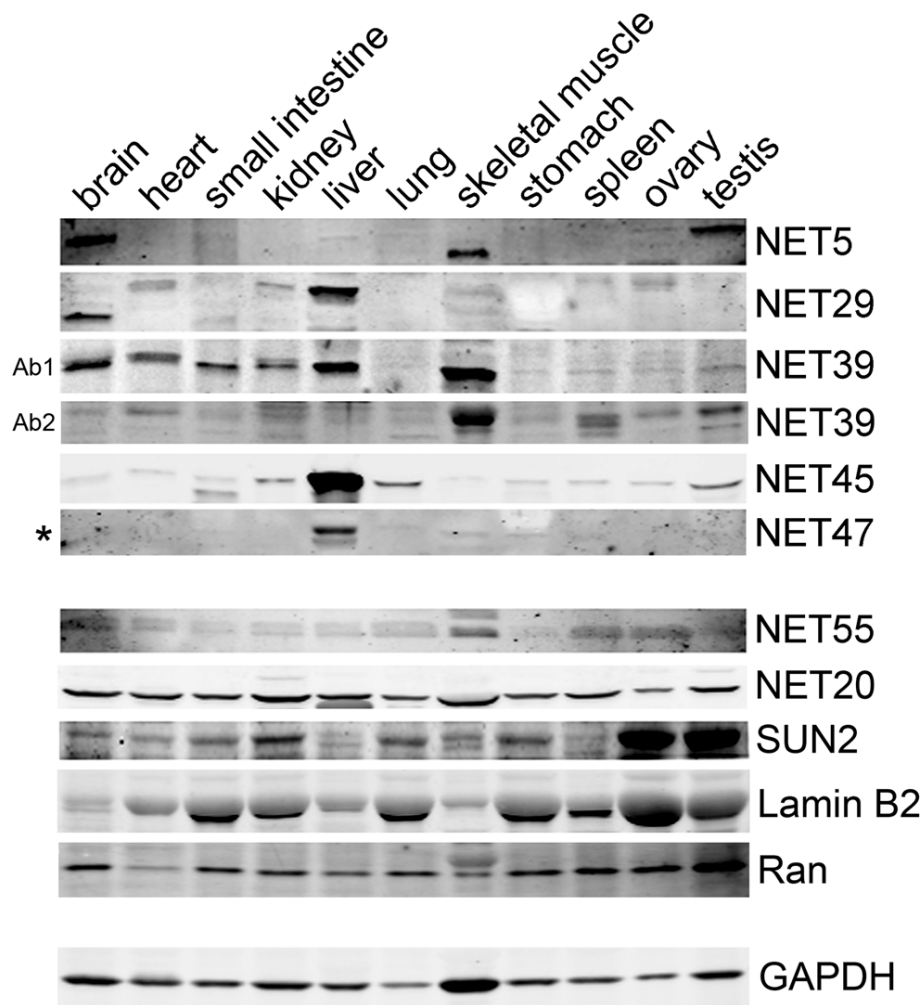 brain heart small intestine kidney liver lung skeletal muscle stomach spleen ovary testis
NET5
NET29
Ab1 NET39
Ab2 NET39
NET45
* NET47
NET55
NET20
SUN2
Lamin B2
Ran
GAPDH